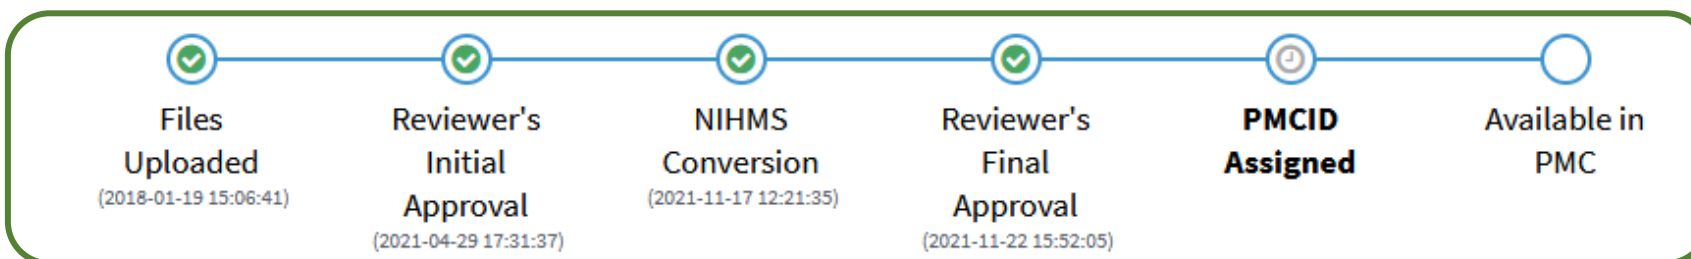 Files
Uploaded
(2018-01-19 15:06:41)
Reviewer's
Initial
Approval
(2021-04-29 17:31:37)
NIHMS
Conversion
(2021-11-17 12:21:35)
Reviewer's
Final
Approval
(2021-11-22 15:52:05)
PMCID
Assigned
Available in
PMC